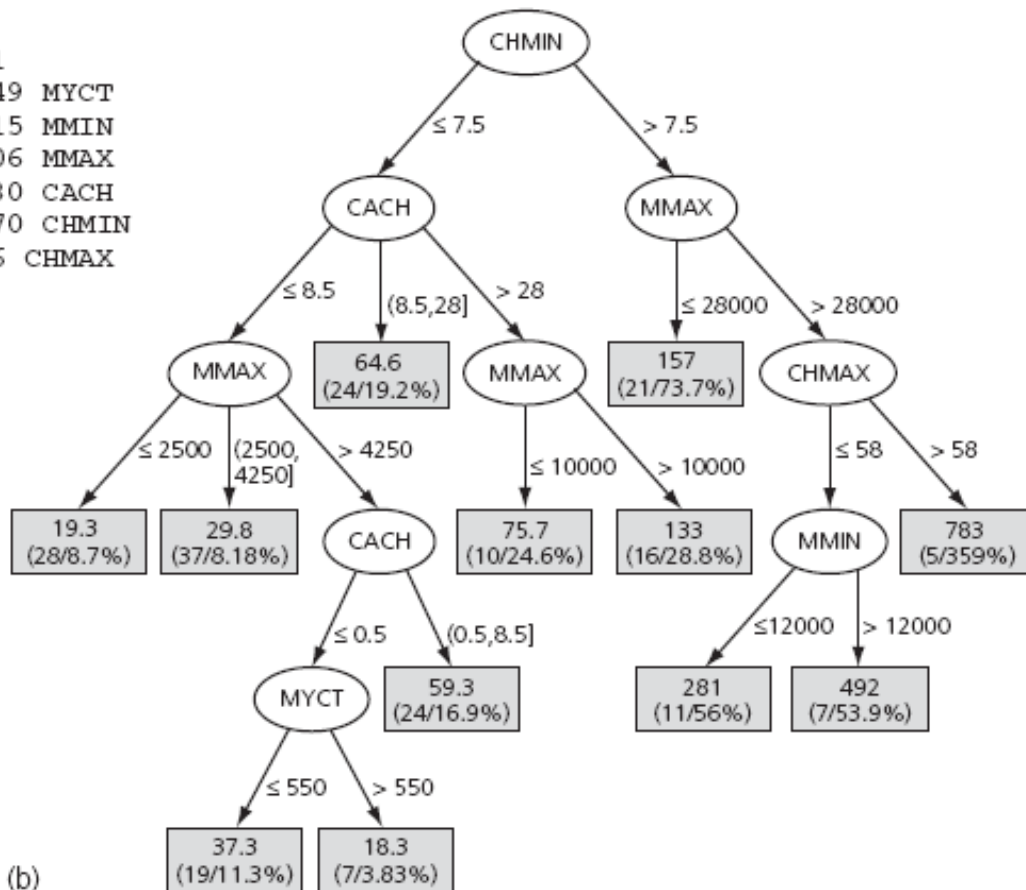 CHMIN
49 MYCT
15 MMIN
06 MMAX
30 CACH
70 CHMIN
5 CHMAX
≤ 7.5
> 7.5
CACH
MMAX
≤ 8.5
(8.5,28]
> 28
≤ 28000
> 28000
MMAX
64.6
(24/19.2%)
MMAX
157
(21/73.7%)
CHMAX
≤ 2500
(2500,
4250]
> 4250
≤ 10000
> 10000
≤ 58
> 58
19.3
(28/8.7%)
29.8
(37/8.18%)
CACH
75.7
(10/24.6%)
133
(16/28.8%)
MMIN
783
(5/359%)
≤ 0.5
(0.5,8.5]
≤12000
> 12000
MYCT
59.3
(24/16.9%)
281
(11/56%)
492
(7/53.9%)
≤ 550
> 550
37.3
(19/11.3%)
18.3
(7/3.83%)
(b)